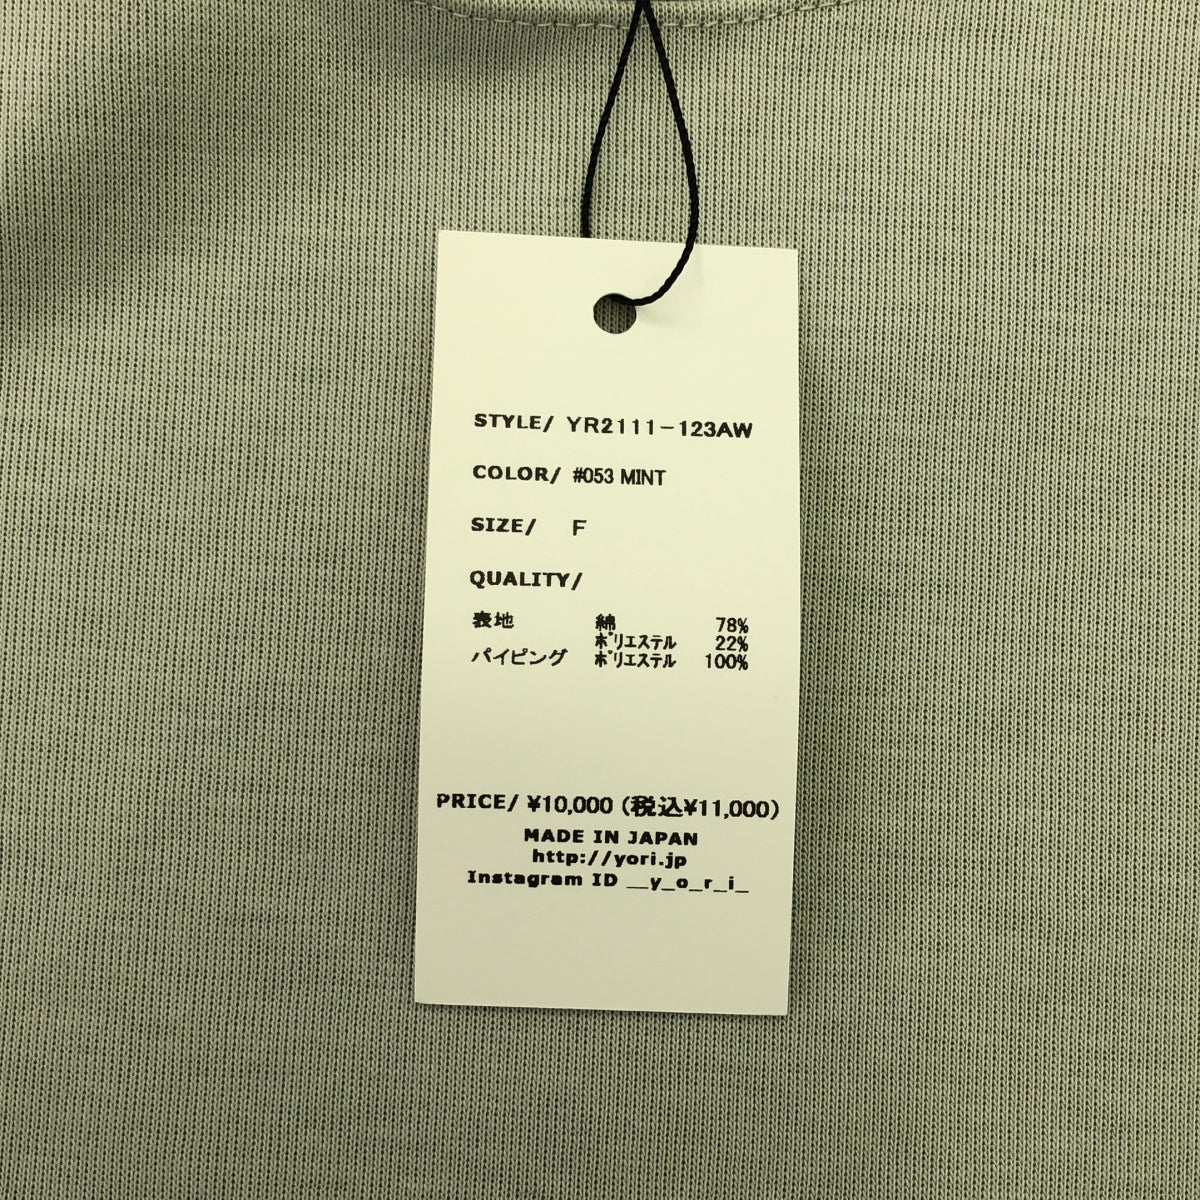 STYLE/ YR2111-123AW
COLOR/ #053 MINT
SIZE/ F
QUALITY/
表地 綿 78%
ポリエステル 22%
パイピング ポリエステル 100%
PRICE/ ¥10,000 (税込¥11,000)
MADE IN JAPAN
http://yori.jp
Instagram ID __y_o_r_i_